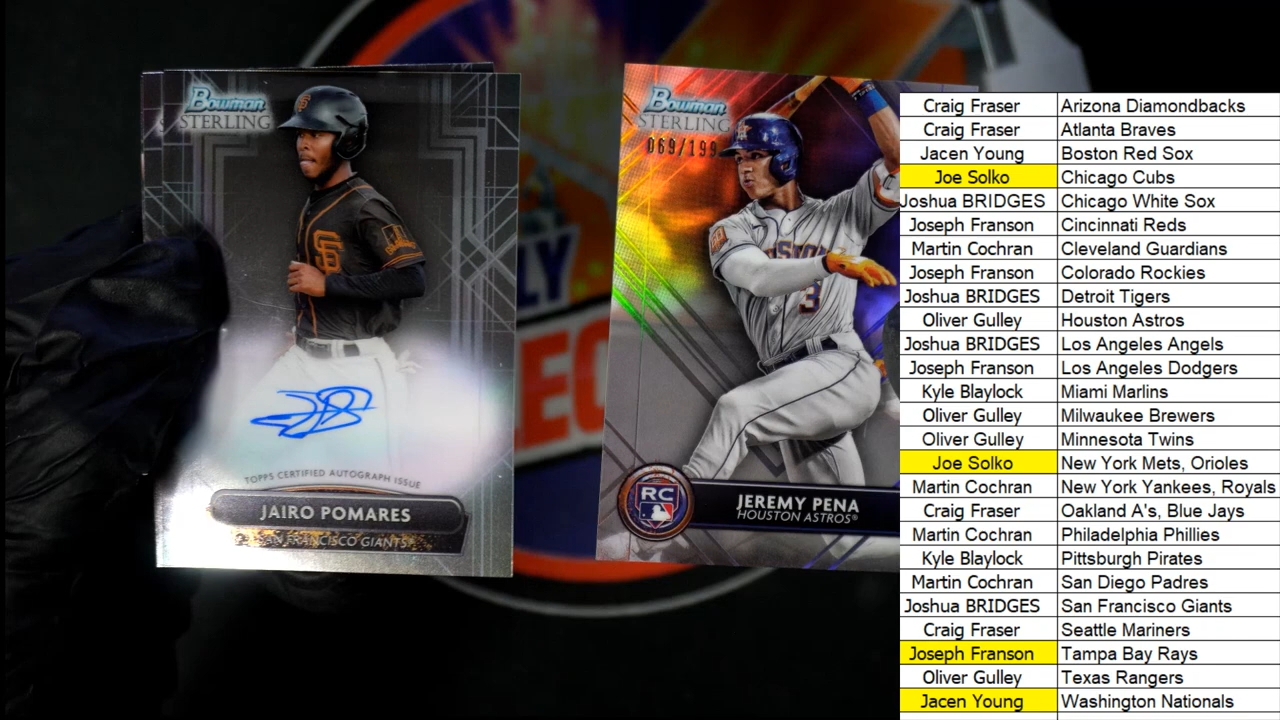 Bowman
STERLING
TOPPS CERTIFIED AUTOGRAPH ISSUE
JAIRO POMARES
SAN FRANCISCO GIANTS
Bowman
STERLING
069/199
3
RC
JEREMY PENA
HOUSTON ASTROS®
Craig Fraser Arizona Diamondbacks
Craig Fraser Atlanta Braves
Jacen Young Boston Red Sox
Joe Solko Chicago Cubs
Joshua BRIDGES Chicago White Sox
Joseph Franson Cincinnati Reds
Martin Cochran Cleveland Guardians
Joseph Franson Colorado Rockies
Joshua BRIDGES Detroit Tigers
Oliver Gulley Houston Astros
Joshua BRIDGES Los Angeles Angels
Joseph Franson Los Angeles Dodgers
Kyle Blaylock Miami Marlins
Oliver Gulley Milwaukee Brewers
Oliver Gulley Minnesota Twins
Joe Solko New York Mets, Orioles
Martin Cochran New York Yankees, Royals
Craig Fraser Oakland A's, Blue Jays
Martin Cochran Philadelphia Phillies
Kyle Blaylock Pittsburgh Pirates
Martin Cochran San Diego Padres
Joshua BRIDGES San Francisco Giants
Craig Fraser Seattle Mariners
Joseph Franson Tampa Bay Rays
Oliver Gulley Texas Rangers
Jacen Young Washington Nationals